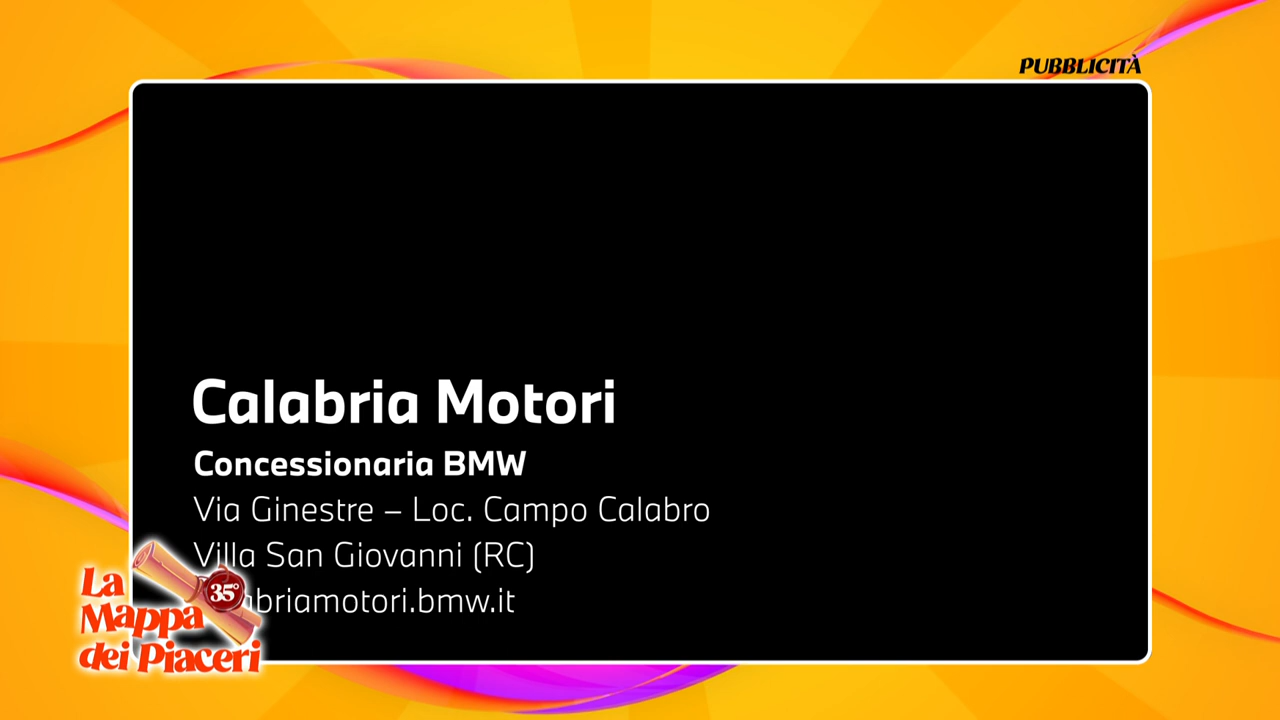 PUBBLICITÀ
Calabria Motori
Concessionaria BMW
Via Ginestre – Loc. Campo Calabro
Villa San Giovanni (RC)
abriamotori.bmw.it
La
35°
Mappa
dei Piaceri